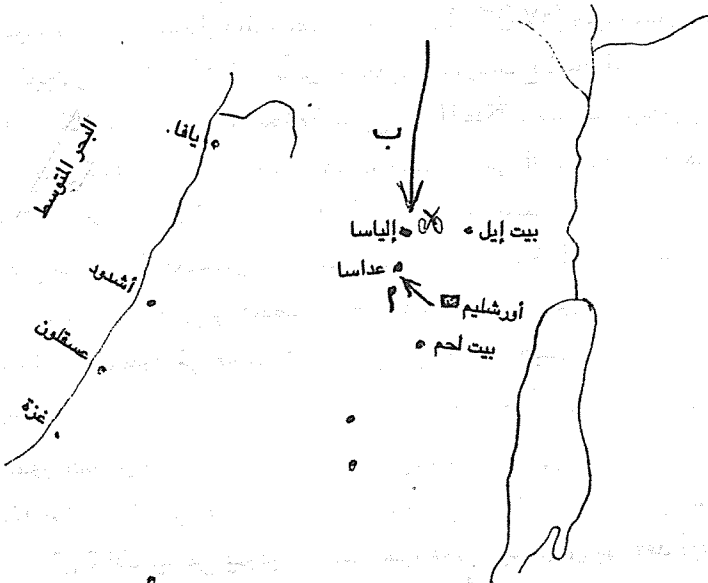 البحر المتوسط
يافا.
ب
بيت إيل
إلياسا
عداسا
م
أورشليم
بيت لحم
أشدود
عسقلون
غزة